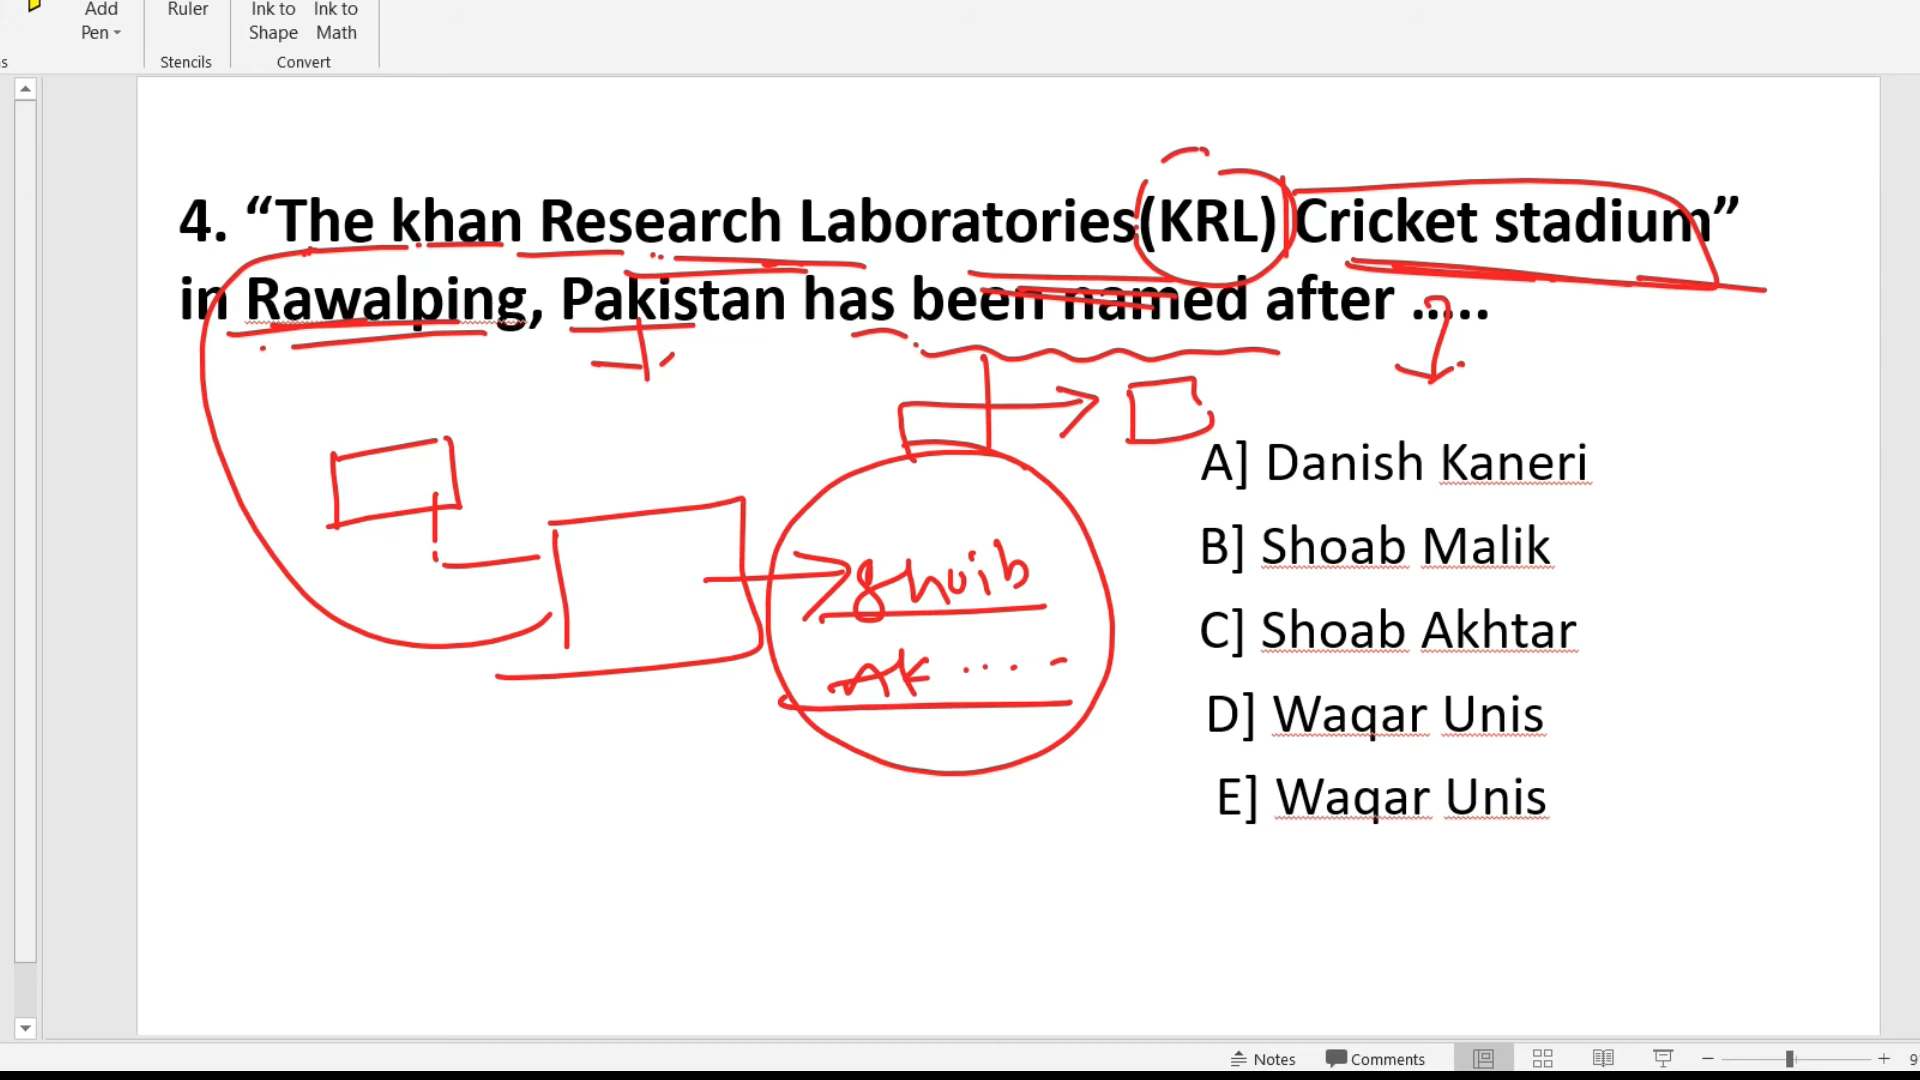 Add
Pen
Ruler
Ink to
Shape
Ink to
Math
s
Stencils
Convert
4. “The khan Research Laboratories(KRL) Cricket stadium”
in Rawalping, Pakistan has been named after .....
A] Danish Kaneri
B] Shoab Malik
C] Shoab Akhtar
D] Waqar Unis
E] Waqar Unis
Ak ....
Notes
Comments
9